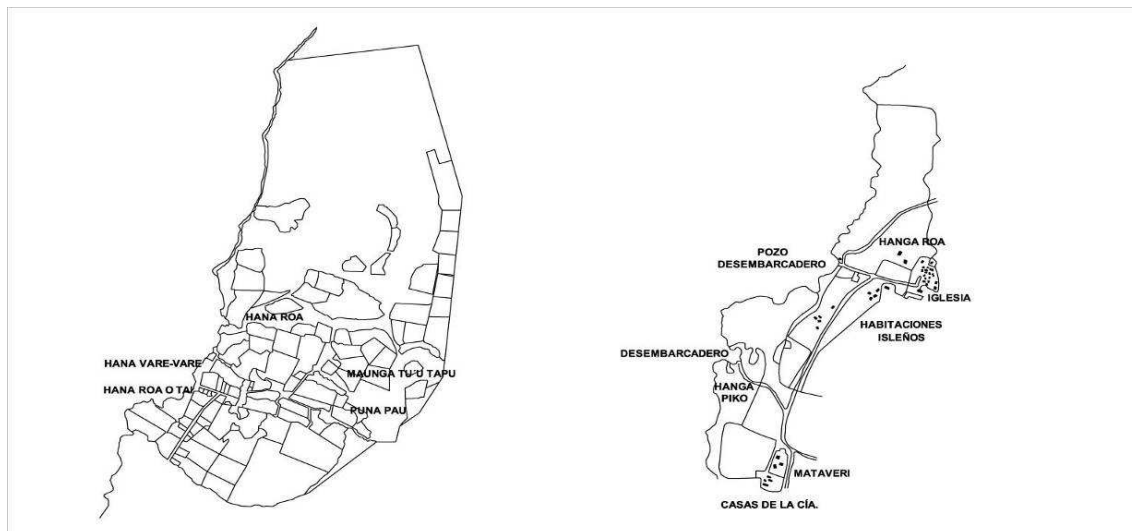 HANA ROA
HANA VARE-VARE
MAUNGA TU U TAPU
HANA ROA O TAI
PUNA PAU
HANGA ROA
POZO
DESEMBARCADERO
IGLESIA
HABITACIONES
ISLEÑOS
DESEMBARCADERO
HANGA
PIKO
MATAVERI
CASAS DE LA CÍA.